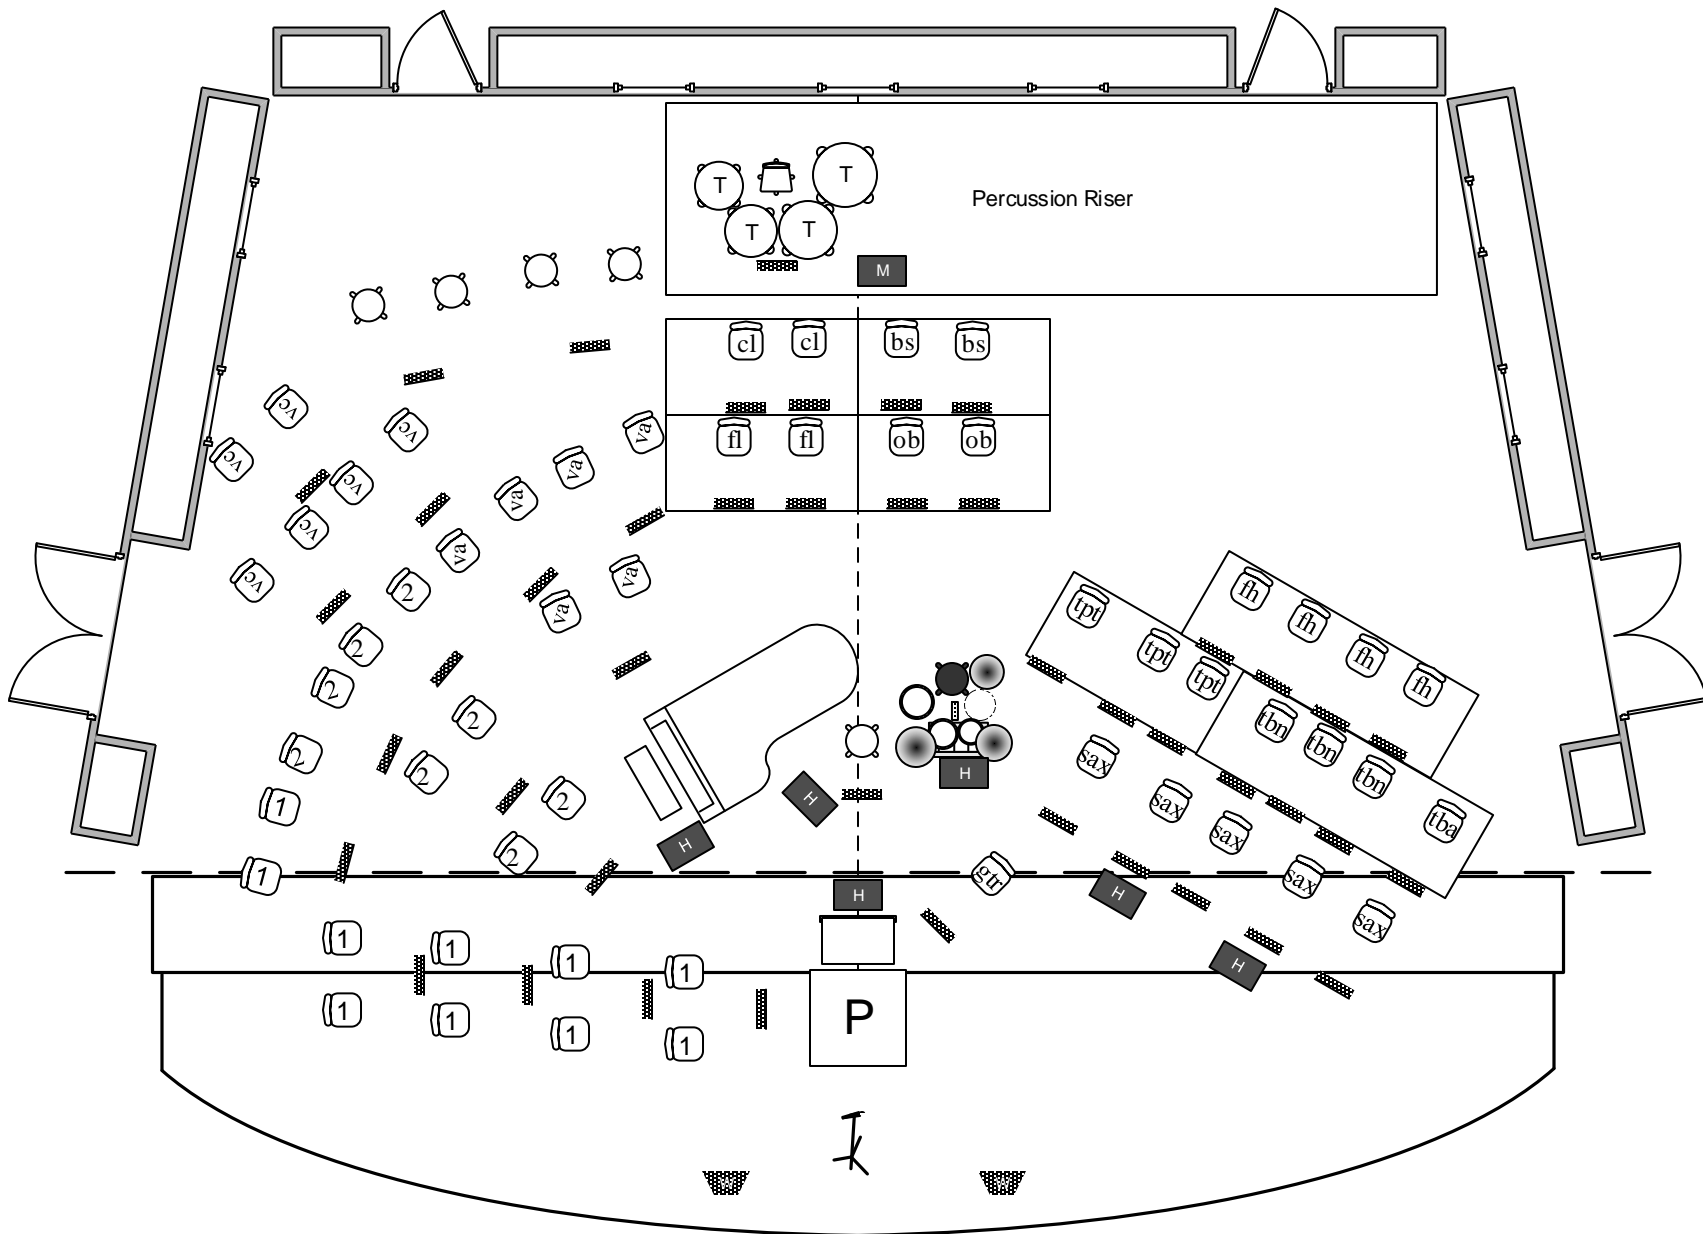 T
T
T
T
Percussion Riser
M
cl
cl
bs
bs
fl
fl
ob
ob
vc
vc
vc
vc
vc
vc
va
va
va
va
va
va
2
2
2
2
2
2
2
2
1
1
1
1
1
1
1
1
1
1
tpt
tpt
tpt
fh
fh
fh
fh
tbn
tbn
tbn
tba
sax
sax
sax
sax
sax
gtr
H
H
H
H
H
H
P